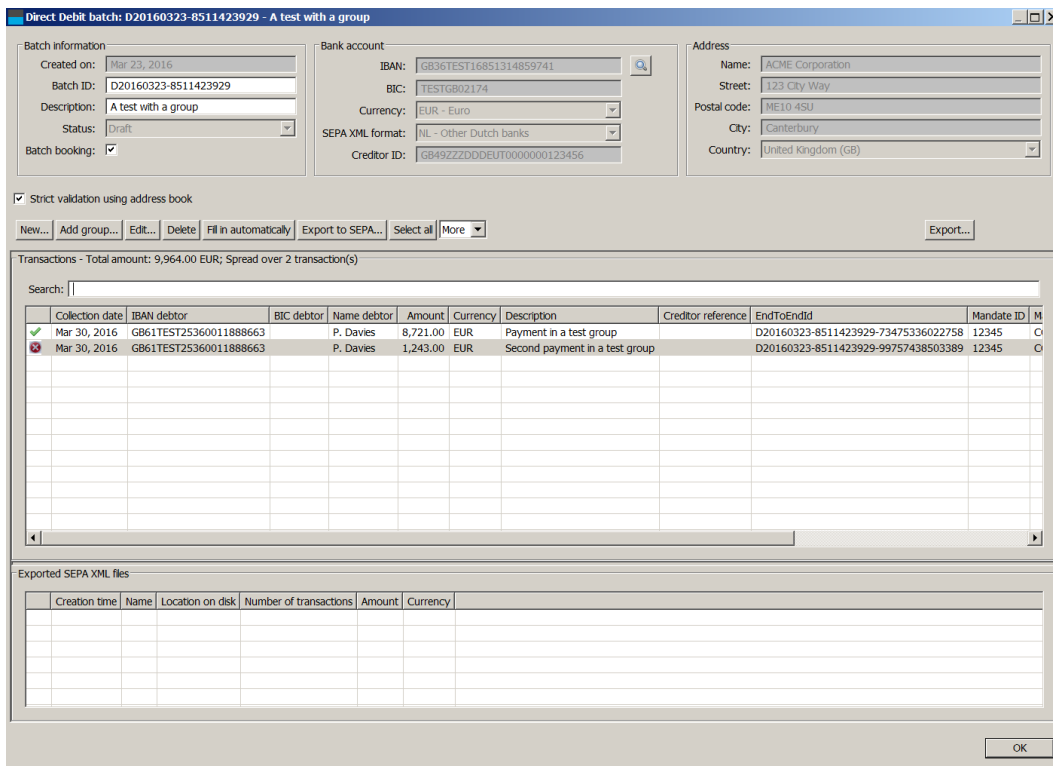 Direct Debit batch: D20160323-8511423929 - A test with a group
Batch information
Created on: Mar 23, 2016
Batch ID: D20160323-8511423929
Description: A test with a group
Status: Draft
Batch booking:
Bank account
IBAN: GB36TEST16851314859741
BIC: TESTGB02174
Currency: EUR - Euro
SEPA XML format: NL - Other Dutch banks
Creditor ID: GB49ZZZDDDEUT0000000123456
Address
Name: ACME Corporation
Street: 123 City Way
Postal code: ME10 4SU
City: Canterbury
Country: United Kingdom (GB)
Strict validation using address book
New... Add group... Edit... Delete Fill in automatically Export to SEPA... Select all More Export...
Transactions - Total amount: 9,964.00 EUR; Spread over 2 transaction(s)
Search:
Collection date IBAN debtor BIC debtor Name debtor Amount Currency Description Creditor reference EndToEndId Mandate ID M
Mar 30, 2016 GB61TEST25360011888663 P. Davies 8,721.00 EUR Payment in a test group D20160323-8511423929-73475336022758 12345
Mar 30, 2016 GB61TEST25360011888663 P. Davies 1,243.00 EUR Second payment in a test group D20160323-8511423929-99757438503389 12345
Exported SEPA XML files
Creation time Name Location on disk Number of transactions Amount Currency
OK